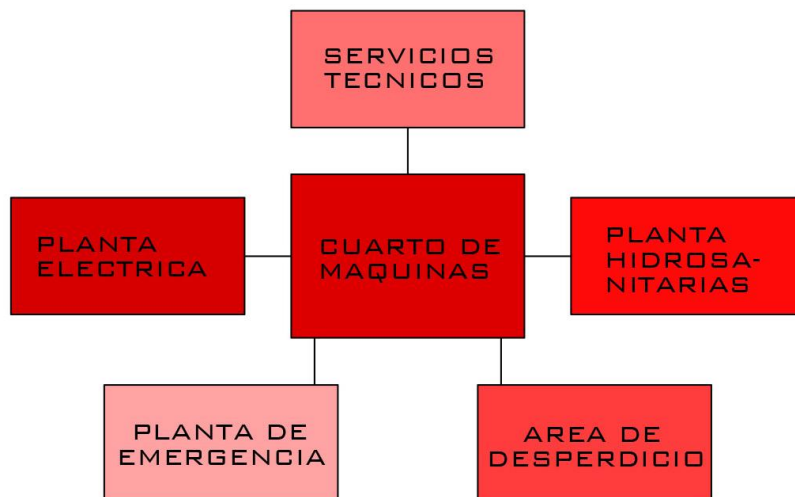 SERVICIOS
TECNICOS
PLANTA
ELECTRICA
CUARTO DE
MAQUINAS
PLANTA
HIDROSA-
NITARIAS
PLANTA DE
EMERGENCIA
AREA DE
DESPERDICIO